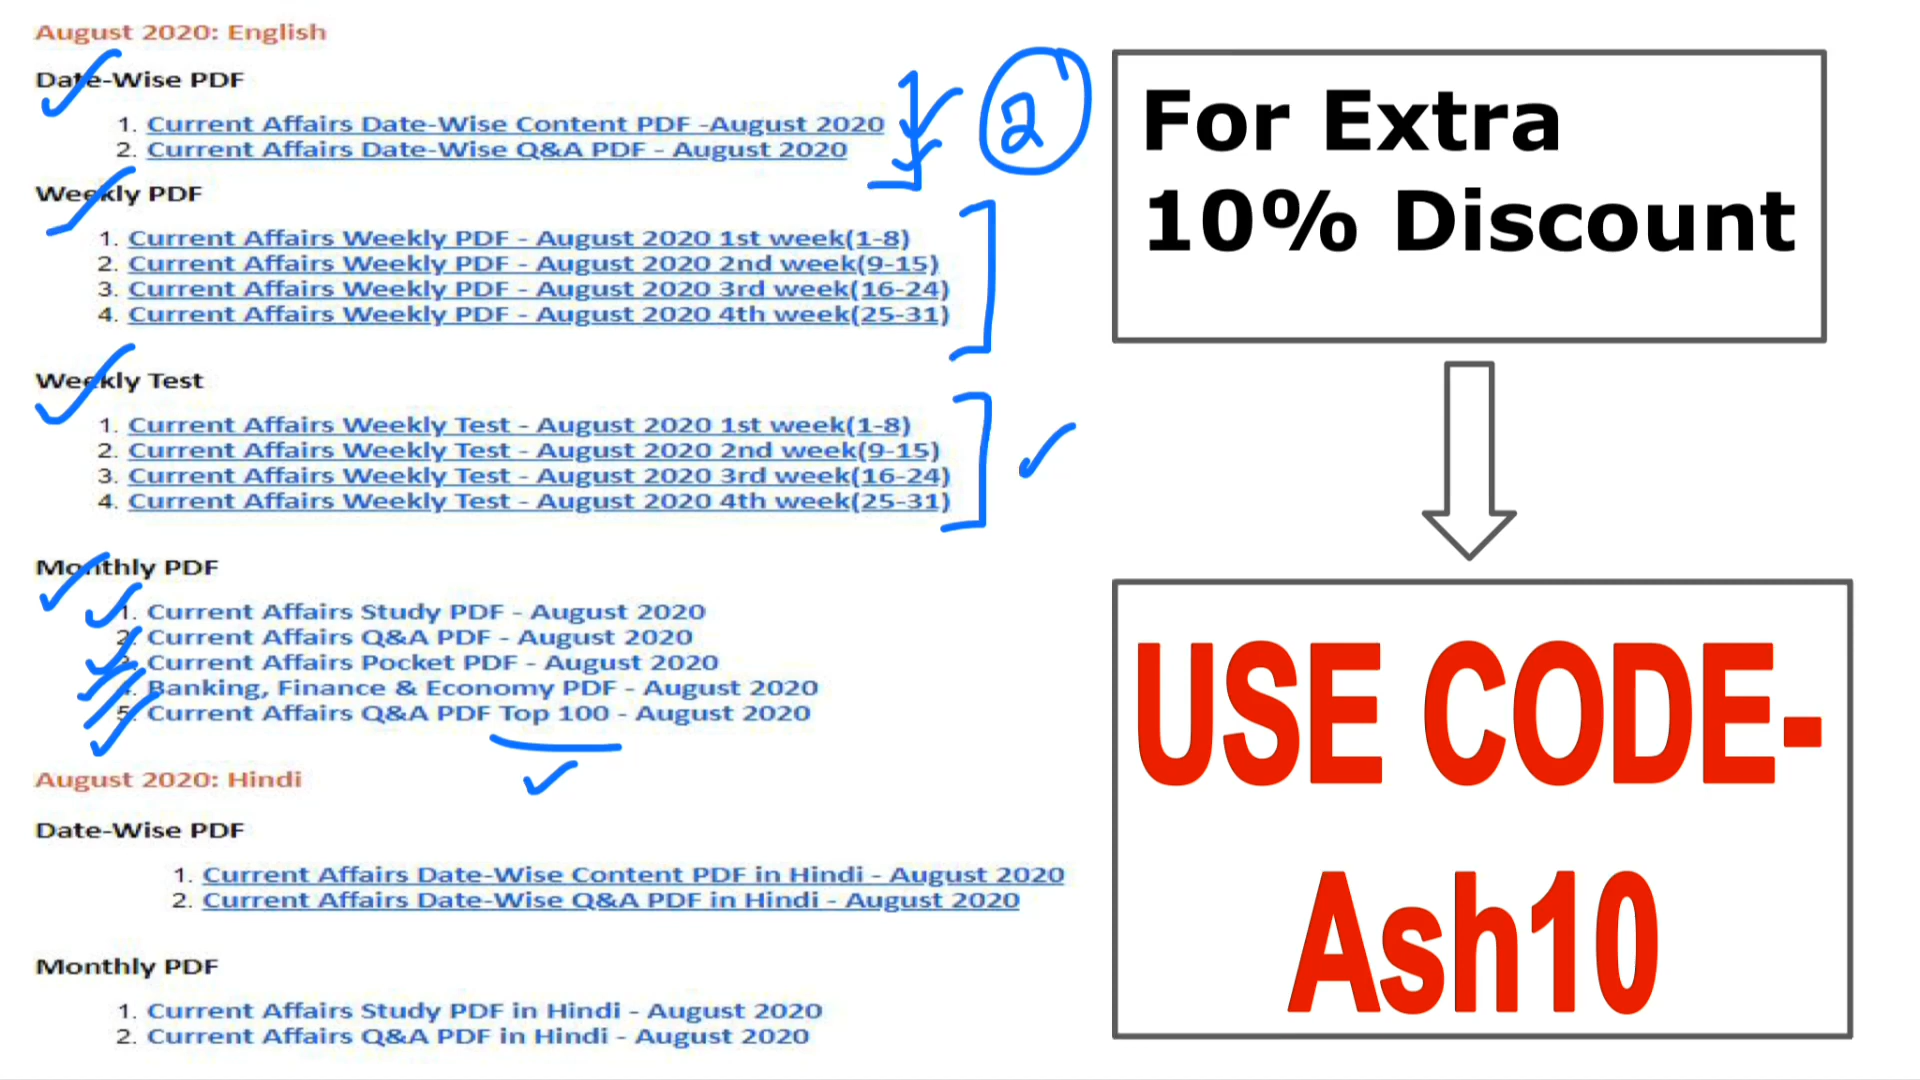 August 2020: English
Date-Wise PDF
1. Current Affairs Date-Wise Content PDF -August 2020
2. Current Affairs Date-Wise Q&A PDF - August 2020
2
Weekly PDF
1. Current Affairs Weekly PDF - August 2020 1st week(1-8)
2. Current Affairs Weekly PDF - August 2020 2nd week(9-15)
3. Current Affairs Weekly PDF - August 2020 3rd week(16-24)
4. Current Affairs Weekly PDF - August 2020 4th week(25-31)
Weekly Test
1. Current Affairs Weekly Test - August 2020 1st week(1-8)
2. Current Affairs Weekly Test - August 2020 2nd week(9-15)
3. Current Affairs Weekly Test - August 2020 3rd week(16-24)
4. Current Affairs Weekly Test - August 2020 4th week(25-31)
Monthly PDF
1. Current Affairs Study PDF - August 2020
2. Current Affairs Q&A PDF - August 2020
3. Current Affairs Pocket PDF - August 2020
4. Banking, Finance & Economy PDF - August 2020
5. Current Affairs Q&A PDF Top 100 - August 2020
August 2020: Hindi
Date-Wise PDF
1. Current Affairs Date-Wise Content PDF in Hindi - August 2020
2. Current Affairs Date-Wise Q&A PDF in Hindi - August 2020
Monthly PDF
1. Current Affairs Study PDF in Hindi - August 2020
2. Current Affairs Q&A PDF in Hindi - August 2020
For Extra
10% Discount
USE CODE-
Ash10